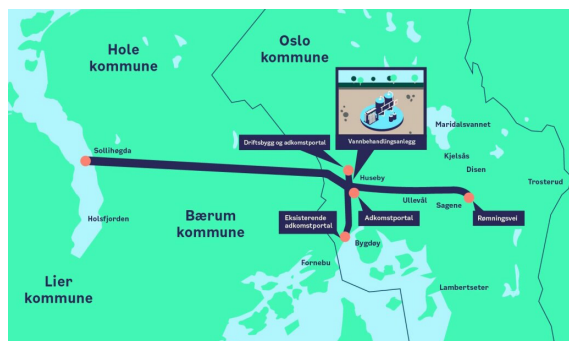 Hole
kommune
Oslo
kommune
Maridalsvannet
Driftsbygg og adkomstportal
Vannbehandlingsanlegg
Kjelsås
Sollihøgda
Disen
Huseby
Trosterud
Ullevål
Sagene
Holsfjorden
Bærum
kommune
Eksisterende
adkomstportal
Adkomstportal
Rømningsvei
Bygdøy
Fornebu
Lier
kommune
Lambertseter